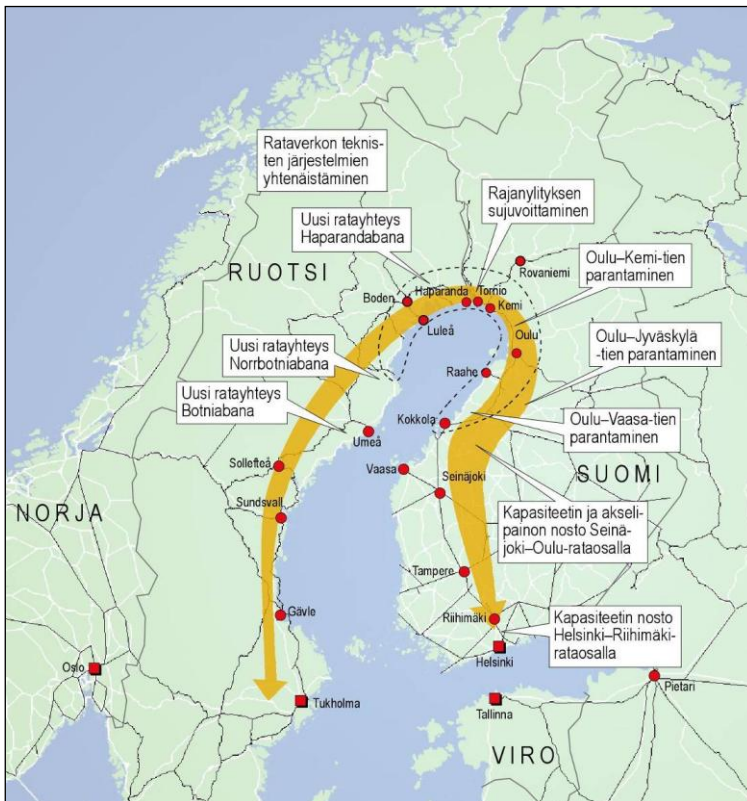 Rataverkon teknis-
ten järjestelmien
yhtenäistäminen
Rajanylityksen
sujuvoittaminen
Uusi ratayhteys
Haparandabana
RUOTSI
Rovaniemi
Oulu–Kemi-tien
parantaminen
Boden
Haparanda
Tornio
Kemi
Luleå
Oulu
Uusi ratayhteys
Norrbotniabana
Oulu–Jyväskylä
-tien parantaminen
Raahe
Uusi ratayhteys
Botniabana
Kokkola
Oulu–Vaasa-tien
parantaminen
Umeå
Sollefteå
Vaasa
Seinäjoki
SUOMI
NORJA
Sundsvall
Kapasiteetin ja akseli-
painon nosto Seinä-
joki–Oulu-rataosalla
Tampere
Gävle
Riihimäki
Kapasiteetin nosto
Helsinki–Riihimäki-
rataosalla
Helsinki
Oslo
Tukholma
Tallinna
Pietari
VIRO